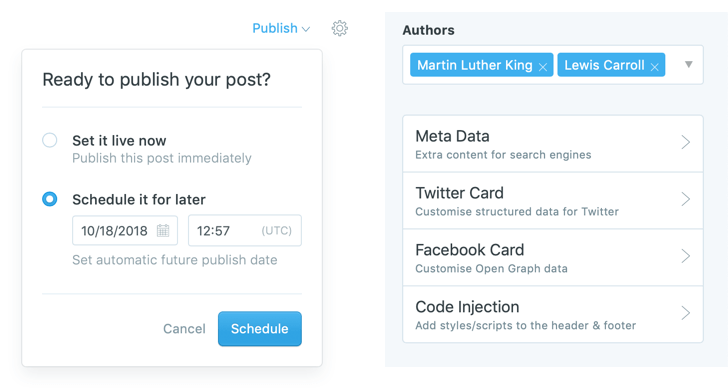 Publish
Ready to publish your post?
Set it live now
Publish this post immediately
Schedule it for later
10/18/2018
12:57 (UTC)
Set automatic future publish date
Cancel
Schedule
Authors
Martin Luther King
Lewis Carroll
Meta Data
Extra content for search engines
Twitter Card
Customise structured data for Twitter
Facebook Card
Customise Open Graph data
Code Injection
Add styles/scripts to the header & footer